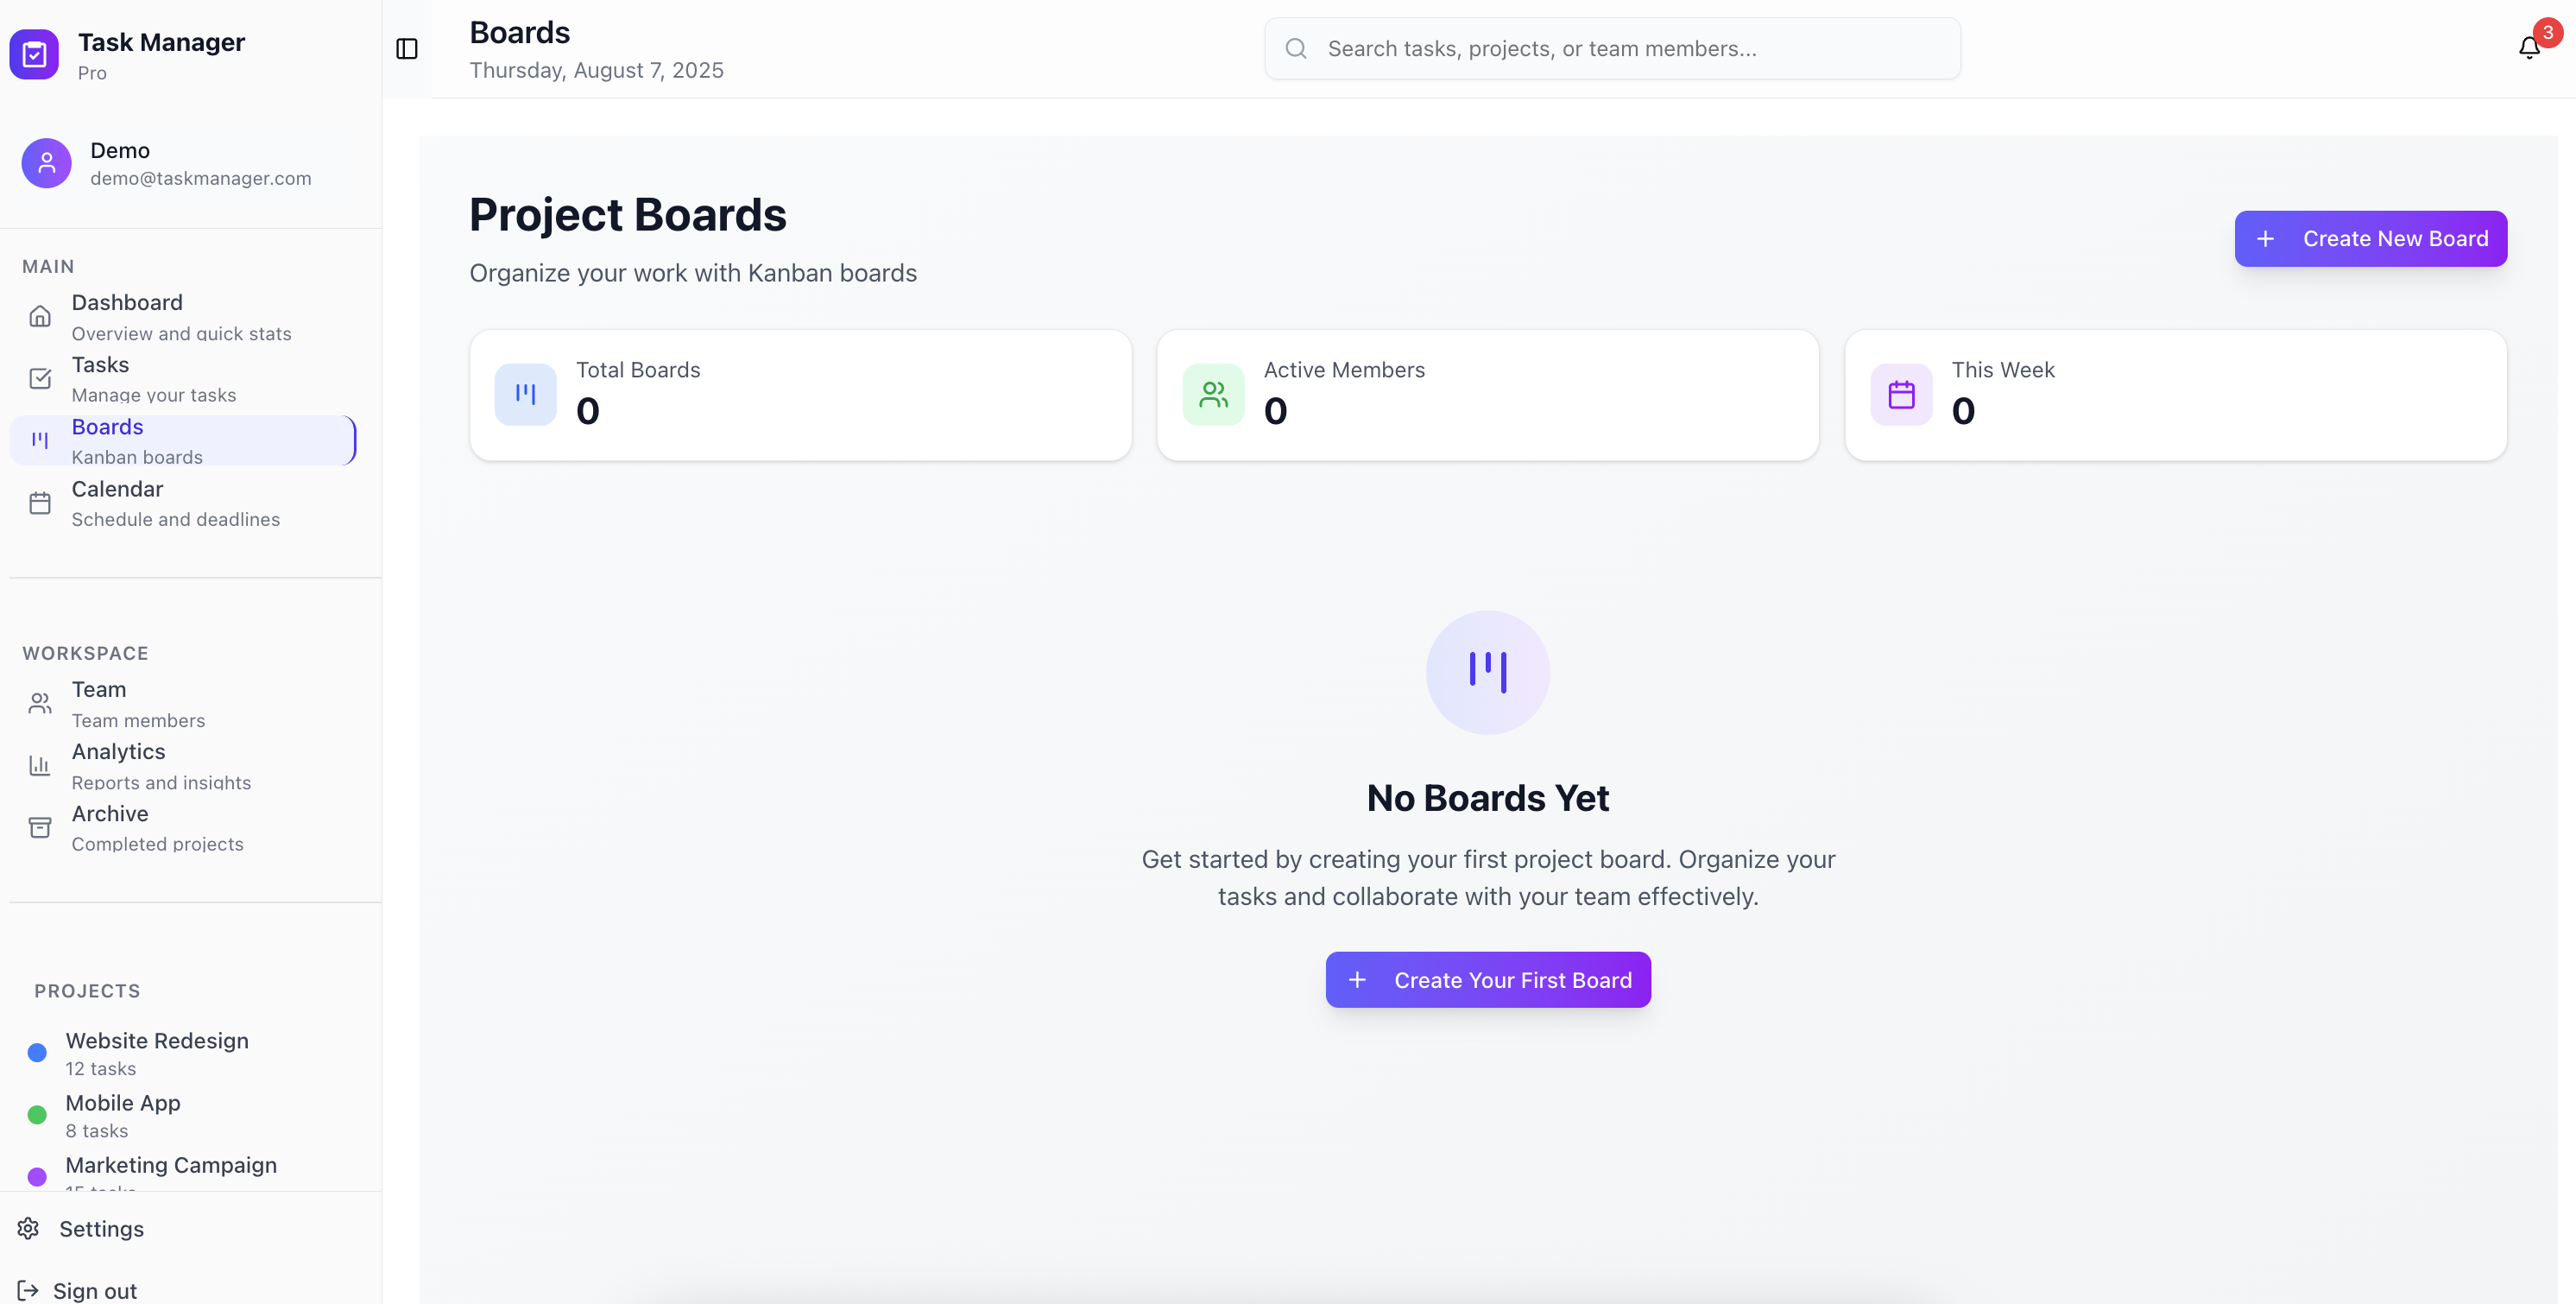 Task Manager
Pro
Demo
demo@taskmanager.com
MAIN
Dashboard
Overview and quick stats
Tasks
Manage your tasks
Boards
Kanban boards
Calendar
Schedule and deadlines
WORKSPACE
Team
Team members
Analytics
Reports and insights
Archive
Completed projects
PROJECTS
Website Redesign
12 tasks
Mobile App
8 tasks
Marketing Campaign
15 tasks
Settings
Sign out
Boards
Thursday, August 7, 2025
Search tasks, projects, or team members...
3
Project Boards
Organize your work with Kanban boards
Create New Board
Total Boards
0
Active Members
0
This Week
0
No Boards Yet
Get started by creating your first project board. Organize your
tasks and collaborate with your team effectively.
Create Your First Board